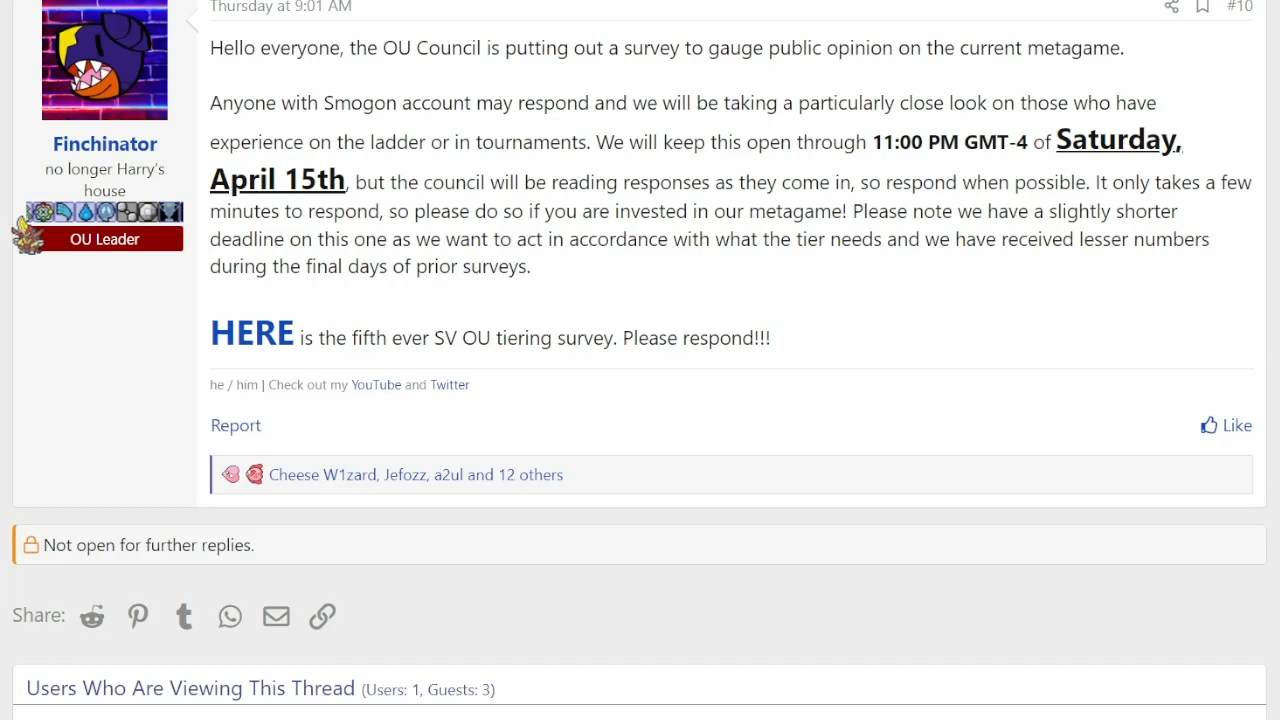 Thursday at 9:01 AM
#10
Hello everyone, the OU Council is putting out a survey to gauge public opinion on the current metagame.
Anyone with Smogon account may respond and we will be taking a particularly close look on those who have
experience on the ladder or in tournaments. We will keep this open through 11:00 PM GMT-4 of Saturday,
April 15th, but the council will be reading responses as they come in, so respond when possible. It only takes a few
minutes to respond, so please do so if you are invested in our metagame! Please note we have a slightly shorter
deadline on this one as we want to act in accordance with what the tier needs and we have received lesser numbers
during the final days of prior surveys.
HERE is the fifth ever SV OU tiering survey. Please respond!!!
he / him | Check out my YouTube and Twitter
Report
Like
Cheese W1zard, Jefozz, a2ul and 12 others
Finchinator
no longer Harry's
house
OU Leader
Not open for further replies.
Share:
Users Who Are Viewing This Thread (Users: 1, Guests: 3)